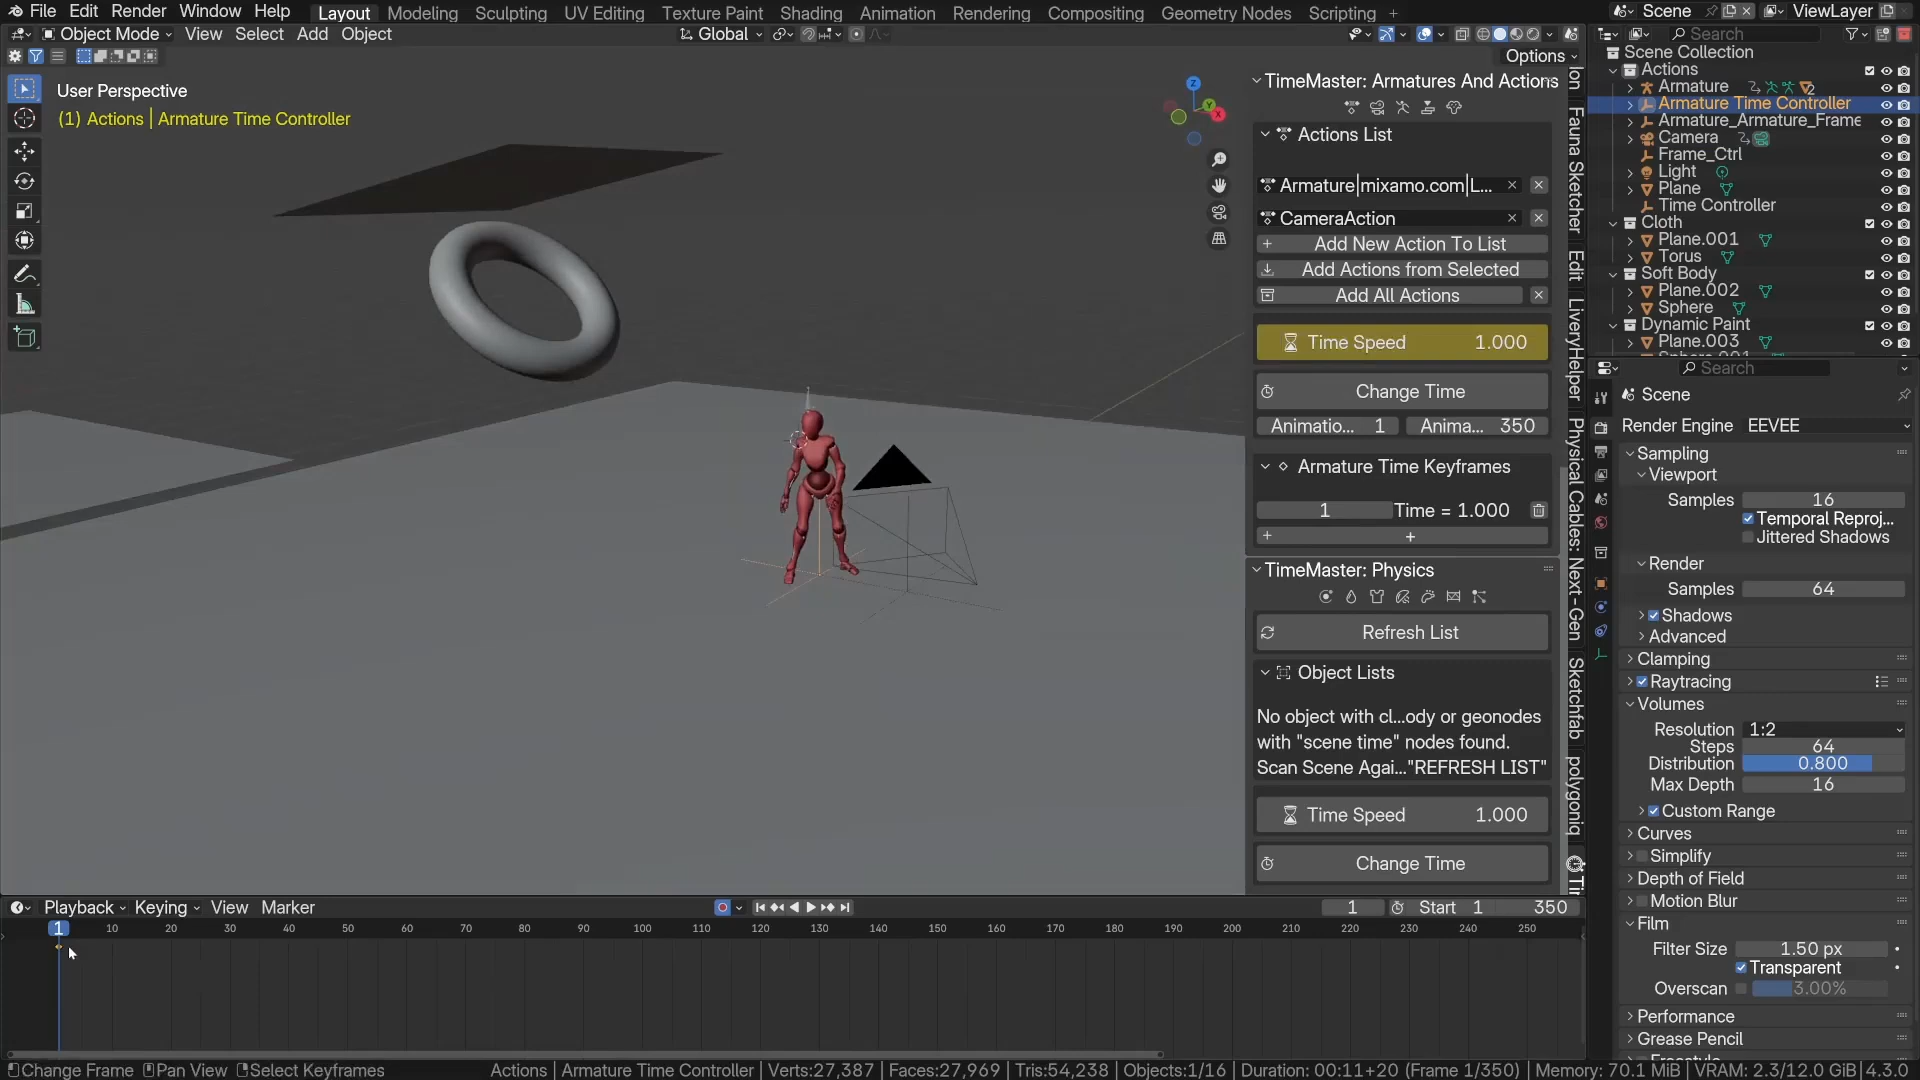 File Edit Render Window Help Layout Modeling Sculpting UV Editing Texture Paint Shading Animation Rendering Compositing Geometry Nodes Scripting + Scene ViewLayer
Object Mode View Select Add Object Global Search
Options
User Perspective
(1) Actions | Armature Time Controller
TimeMaster: Armatures And Actions
Actions List
Armature|mixamo.com|L...
CameraAction
Add New Action To List
Add Actions from Selected
Add All Actions
Time Speed 1.000
Change Time
Animatio... 1 Anima... 350
Armature Time Keyframes
1 Time = 1.000
+ +
TimeMaster: Physics
Refresh List
Object Lists
No object with cl...ody or geonodes
with "scene time" nodes found.
Scan Scene Agai..."REFRESH LIST"
Time Speed 1.000
Change Time
Fauna Sketcher
Edit
LiveryHelper
Physical Cables: Next-Gen
Sketchfab
polygoniq
Scene Collection
Actions
Armature 2
Armature Time Controller
Armature_Armature_Frame
Camera
Frame_Ctrl
Light
Plane
Time Controller
Cloth
Plane.001
Torus
Soft Body
Plane.002
Sphere
Dynamic Paint
Plane.003
Sphere.001
Search
Scene
Render Engine EEVEE
Sampling
Viewport
Samples 16
Temporal Reproj...
Jittered Shadows
Render
Samples 64
Shadows
Advanced
Clamping
Raytracing
Volumes
Resolution 1:2
Steps 64
Distribution 0.800
Max Depth 16
Custom Range
Curves
Simplify
Depth of Field
Motion Blur
Film
Filter Size 1.50 px
Transparent
Overscan 3.00%
Performance
Grease Pencil
Freestyle
Playback Keying View Marker 1 Start 1 350
1 10 20 30 40 50 60 70 80 90 100 110 120 130 140 150 160 170 180 190 200 210 220 230 240 250
Change Frame Pan View Select Keyframes Actions | Armature Time Controller | Verts:27,387 | Faces:27,969 | Tris:54,238 | Objects:1/16 | Duration: 00:11+20 (Frame 1/350) | Memory: 70.1 MiB | VRAM: 2.3/12.0 GiB | 4.3.0